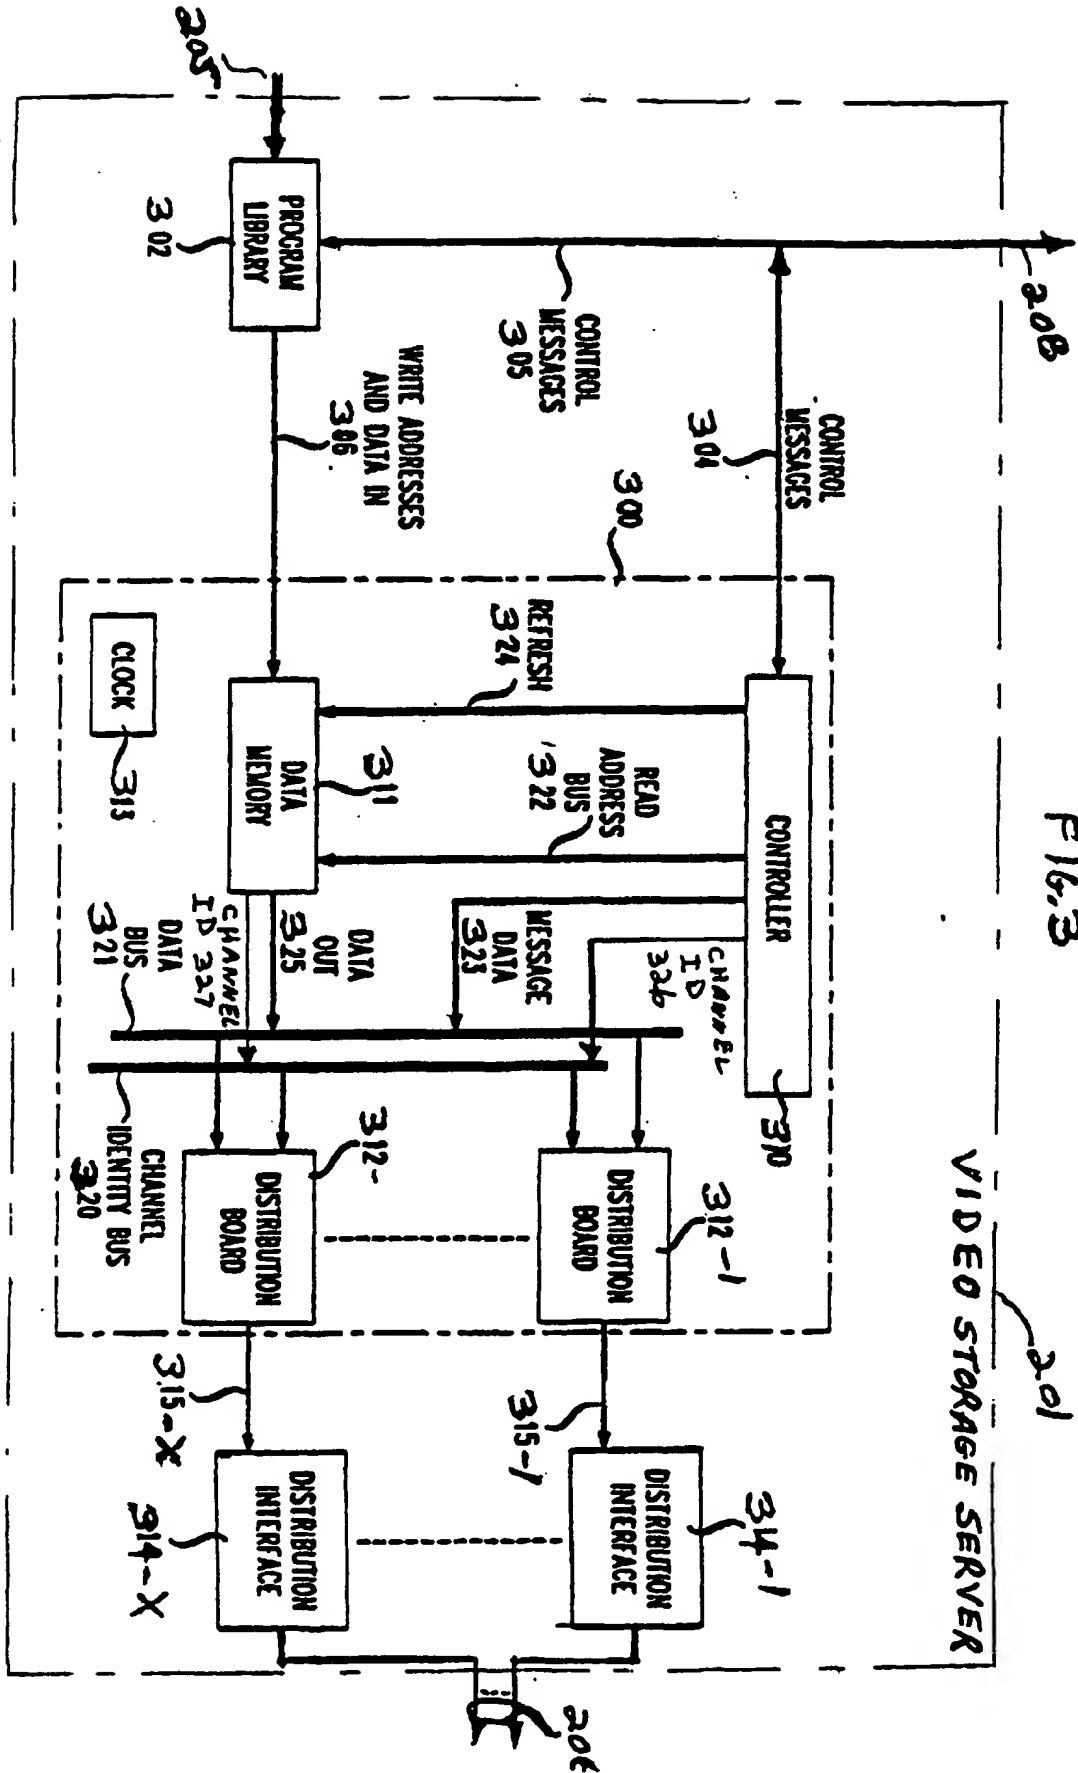 FIG.3
VIDEO STORAGE SERVER
201
208
205
CONTROL
MESSAGES
304
CONTROL
MESSAGES
305
PROGRAM
LIBRARY
302
WRITE ADDRESSES
AND DATA IN
306
300
CONTROLLER
310
REFRESH
324
READ
ADDRESS
BUS
322
MESSAGE
DATA
323
CHANNEL
ID
326
DATA
MEMORY
311
CLOCK
313
DATA
OUT
325
CHANNEL
ID 327
DATA
BUS
321
CHANNEL
IDENTITY BUS
320
DISTRIBUTION
BOARD
312-1
DISTRIBUTION
BOARD
312-
315-1
315-X
DISTRIBUTION
INTERFACE
314-1
DISTRIBUTION
INTERFACE
314-X